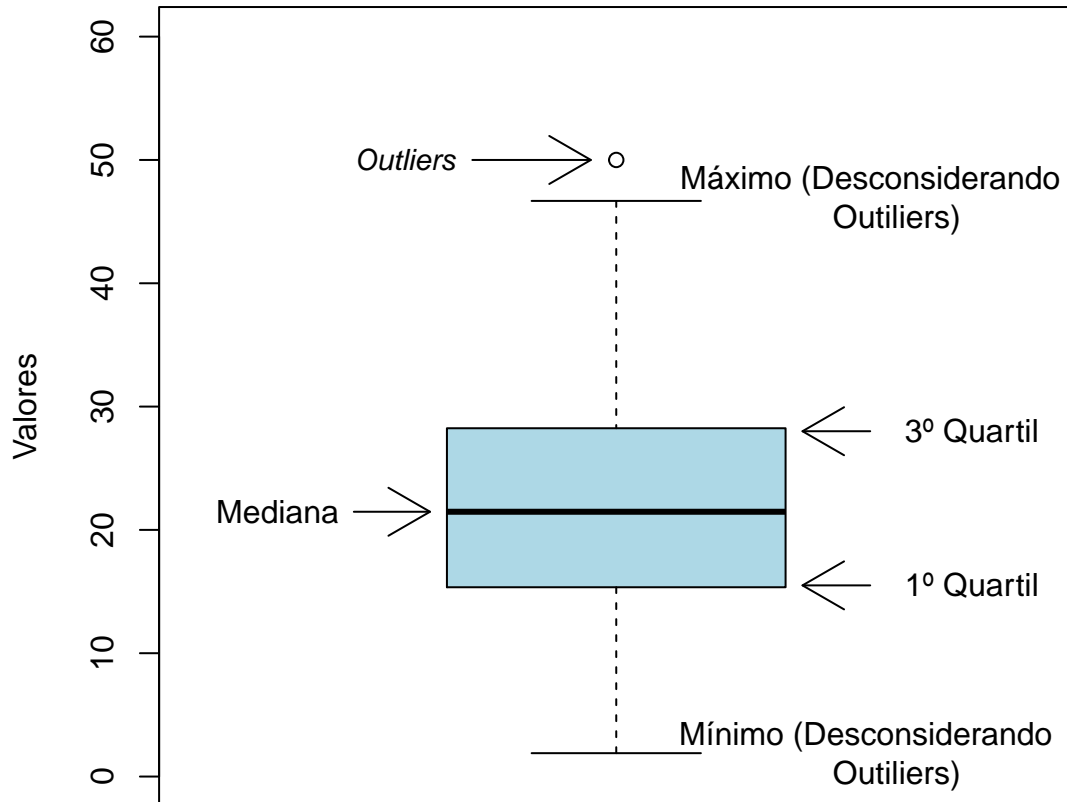 60
50
40
30
20
10
0
Valores
Outliers
Máximo (Desconsiderando
Outiliers)
3º Quartil
Mediana
1º Quartil
Mínimo (Desconsiderando
Outiliers)